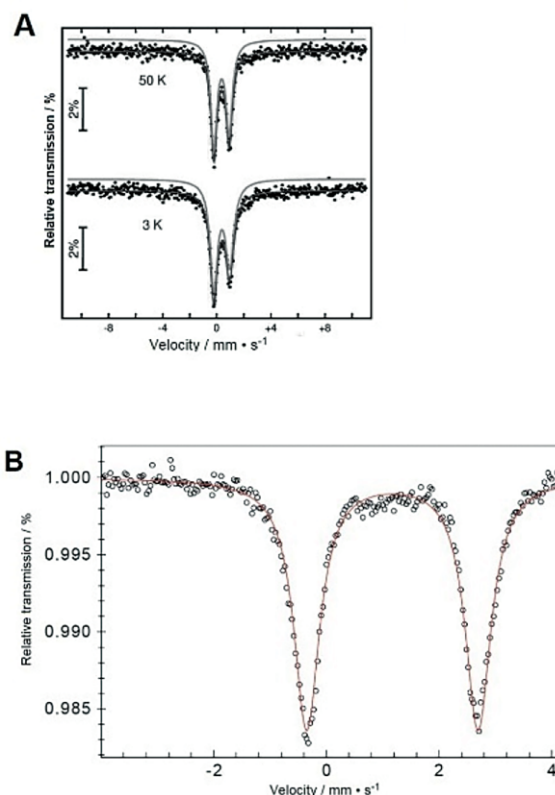 A
50 K
2%
3 K
2%
Relative transmission / %
-8 -4 0 +4 +8
Velocity / mm • s⁻¹
B
1.000
0.995
0.990
0.985
Relative transmission / %
-2 0 2 4
Velocity / mm • s⁻¹